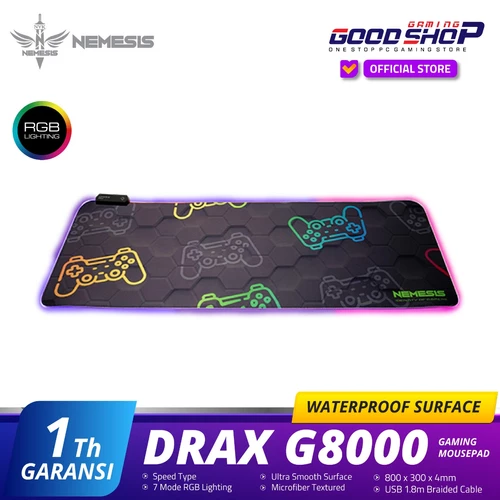 NEMESIS
NEMESIS
GAMING
GOODSHOP
ONE STOP PC GAMING STORE
OFFICIAL STORE
RGB
LIGHTING
NEMESIS
WATERPROOF SURFACE
1Th
GARANSI
DRAX G8000
GAMING
MOUSEPAD
Speed Type
7 Mode RGB Lighting
Ultra Smooth Surface
Microfiber Textured
800 x 300 x 4mm
USB 1.8m Braided Cable